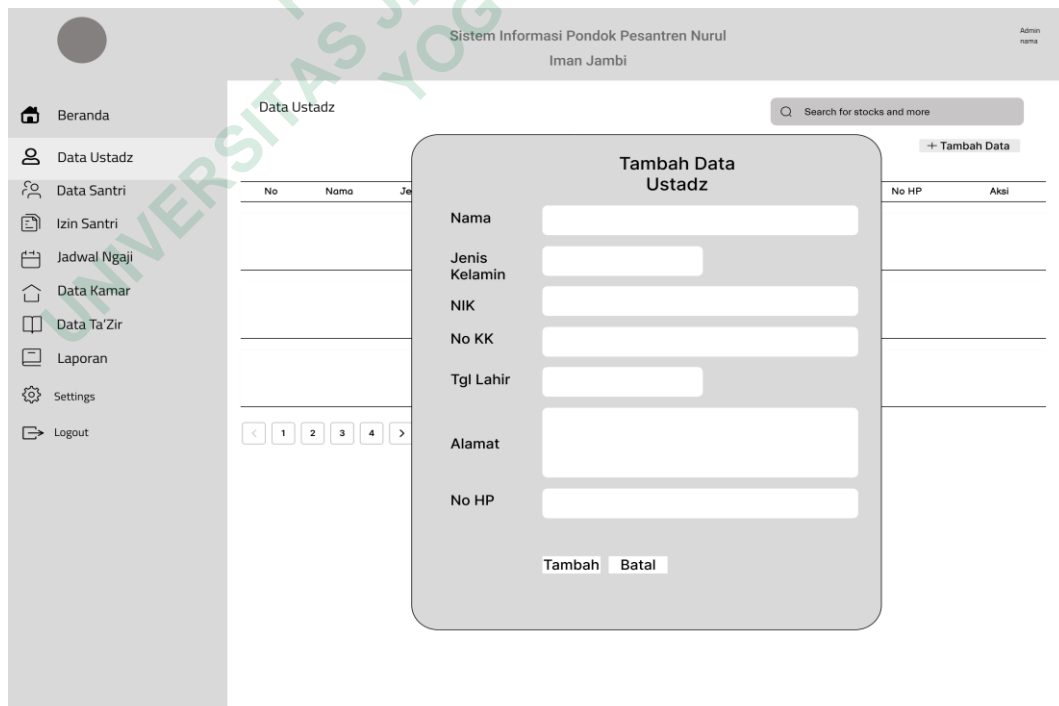 Sistem Informasi Pondok Pesantren Nurul
Iman Jambi
Admin
nama
Beranda
Data Ustadz
Data Santri
Izin Santri
Jadwal Ngaji
Data Kamar
Data Ta'Zir
Laporan
Settings
Logout
Data Ustadz
Search for stocks and more
+ Tambah Data
No Nama Je No HP Aksi
Tambah Data
Ustadz
Nama
Jenis
Kelamin
NIK
No KK
Tgl Lahir
Alamat
No HP
Tambah Batal
< 1 2 3 4 >
UNIVERSITAS J
YOG